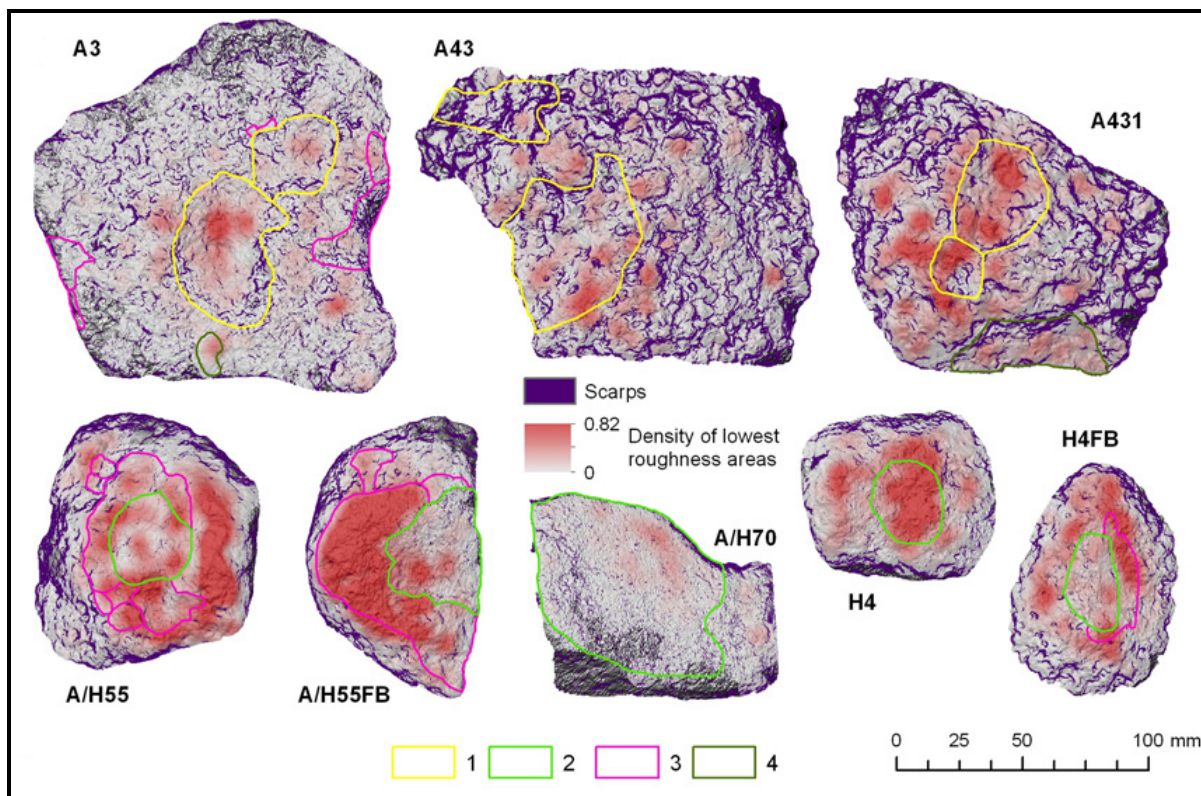 A3
A43
A431
Scarps
0.82
Density of lowest
0
roughness areas
H4FB
A/H70
H4
A/H55
A/H55FB
1
2
3
4
0
25
50
100 mm